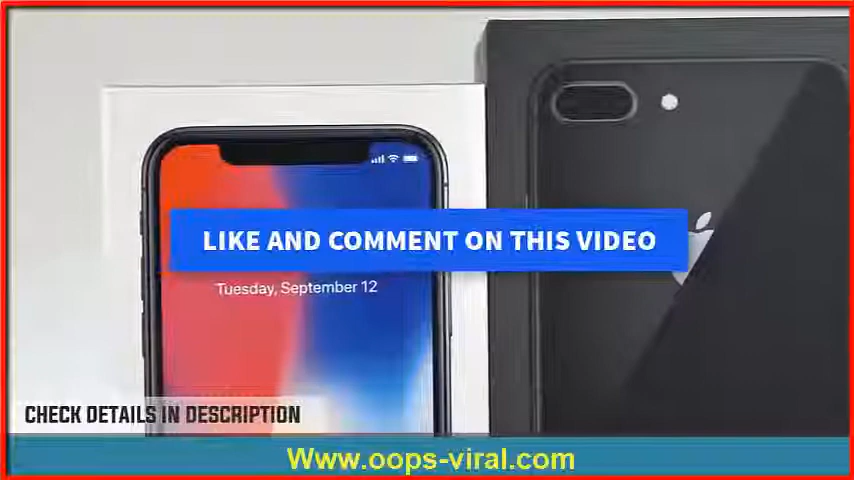 LIKE AND COMMENT ON THIS VIDEO
Tuesday, September 12
CHECK DETAILS IN DESCRIPTION
Www.oops-viral.com